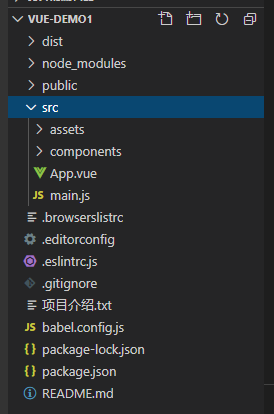 VUE-DEMO1
dist
node_modules
public
src
assets
components
App.vue
main.js
.browserslistrc
.editorconfig
.eslintrc.js
.gitignore
项目介绍.txt
babel.config.js
package-lock.json
package.json
README.md